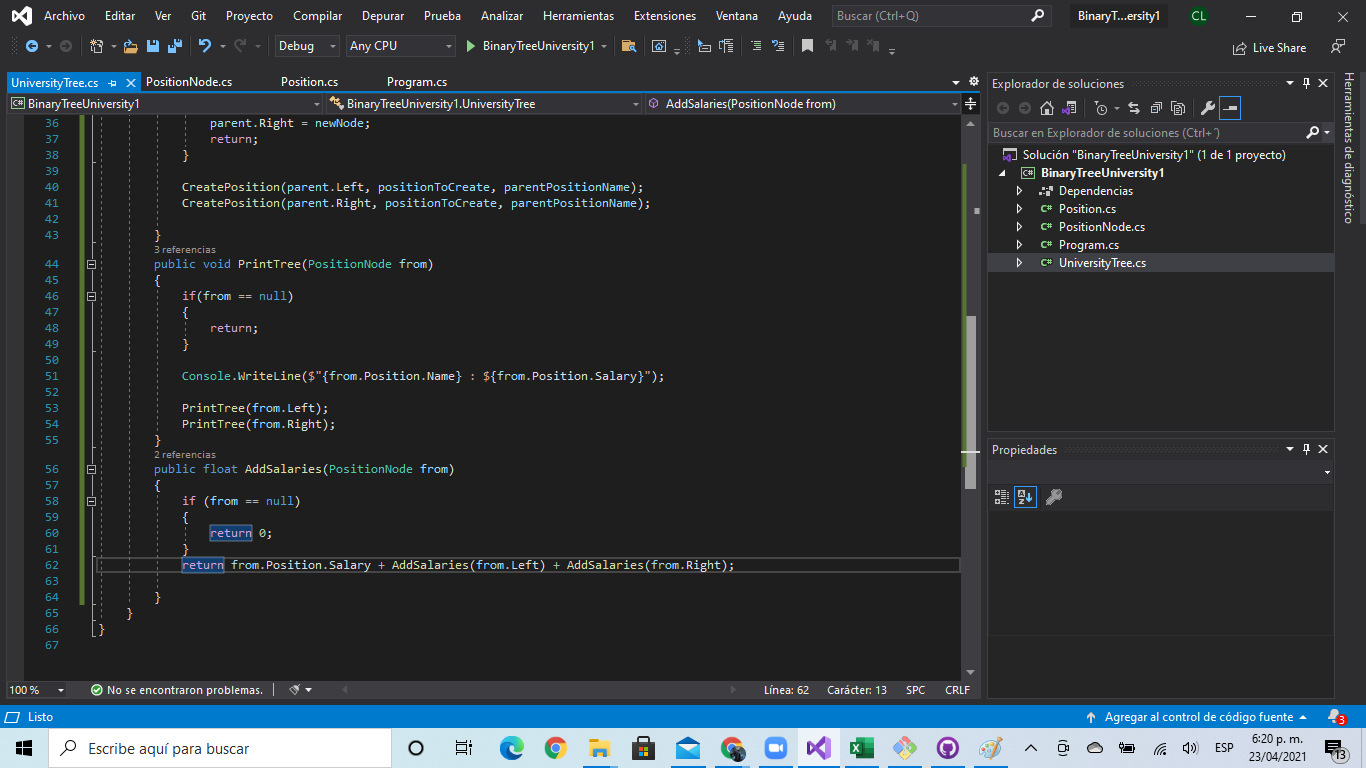 Archivo Editar Ver Git Proyecto Compilar Depurar Prueba Analizar Herramientas Extensiones Ventana Ayuda Buscar (Ctrl+Q) BinaryT...ersity1 CL
Debug Any CPU BinaryTreeUniversity1 Live Share
UniversityTree.cs PositionNode.cs Position.cs Program.cs
BinaryTreeUniversity1 BinaryTreeUniversity1.UniversityTree AddSalaries(PositionNode from)
36 parent.Right = newNode;
37 return;
38 }
39
40 CreatePosition(parent.Left, positionToCreate, parentPositionName);
41 CreatePosition(parent.Right, positionToCreate, parentPositionName);
42
43 }
3 referencias
44 public void PrintTree(PositionNode from)
45 {
46 if(from == null)
47 {
48 return;
49 }
50
51 Console.WriteLine($"{from.Position.Name} : ${from.Position.Salary}");
52
53 PrintTree(from.Left);
54 PrintTree(from.Right);
55 }
2 referencias
56 public float AddSalaries(PositionNode from)
57 {
58 if (from == null)
59 {
60 return 0;
61 }
62 return from.Position.Salary + AddSalaries(from.Left) + AddSalaries(from.Right);
63
64 }
65 }
66 }
67
100 % No se encontraron problemas. Línea: 62 Carácter: 13 SPC CRLF
Explorador de soluciones
Buscar en Explorador de soluciones (Ctrl+´)
Solución "BinaryTreeUniversity1" (1 de 1 proyecto)
BinaryTreeUniversity1
Dependencias
C# Position.cs
C# PositionNode.cs
C# Program.cs
C# UniversityTree.cs
Propiedades
Herramientas de diagnóstico
Listo Agregar al control de código fuente 3
Escribe aquí para buscar ESP 6:20 p. m.
23/04/2021 13